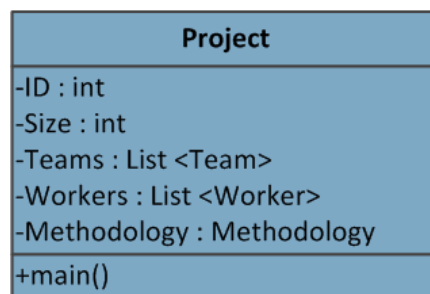 Project
-ID : int
-Size : int
-Teams : List <Team>
-Workers : List <Worker>
-Methodology : Methodology
+main()